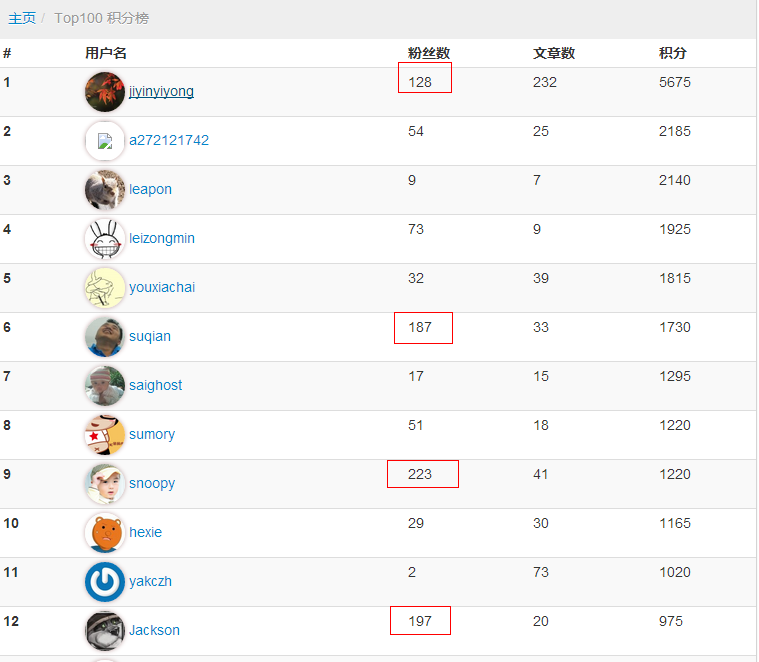 主页 / Top100 积分榜
# 用户名 粉丝数 文章数 积分
1 jiyinyiyong 128 232 5675
2 a272121742 54 25 2185
3 leapon 9 7 2140
4 leizongmin 73 9 1925
5 youxiachai 32 39 1815
6 suqian 187 33 1730
7 saighost 17 15 1295
8 sumory 51 18 1220
9 snoopy 223 41 1220
10 hexie 29 30 1165
11 yakczh 2 73 1020
12 Jackson 197 20 975